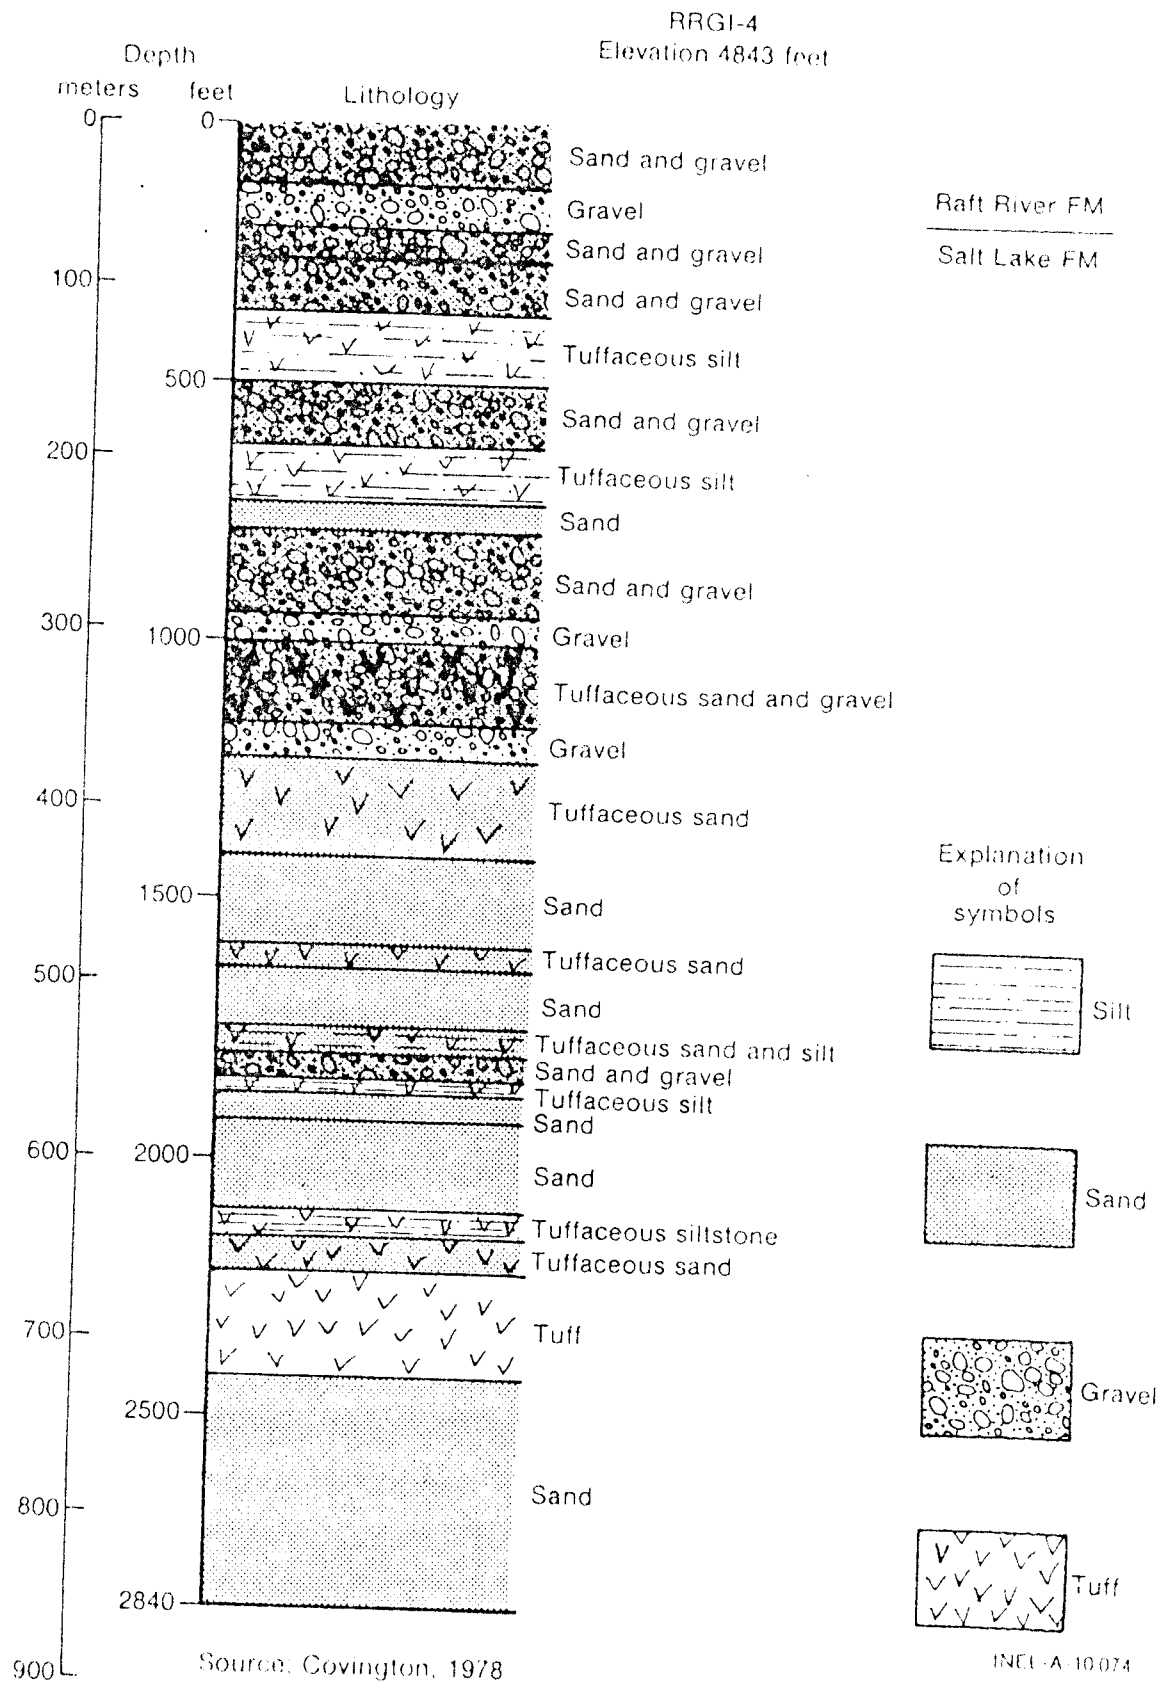 RRGI-4
Elevation 4843 feet
Depth
meters feet Lithology
0 0
Sand and gravel
Gravel
Raft River FM
Sand and gravel
Salt Lake FM
100
Sand and gravel
Tuffaceous silt
500
Sand and gravel
200
Tuffaceous silt
Sand
Sand and gravel
300
1000
Gravel
Tuffaceous sand and gravel
Gravel
400
Tuffaceous sand
Explanation
of
symbols
1500
Sand
Tuffaceous sand
500
Sand
Silt
Tuffaceous sand and silt
Sand and gravel
Tuffaceous silt
Sand
600
2000
Sand
Sand
Tuffaceous siltstone
Tuffaceous sand
700
Tuff
Gravel
2500
Sand
800
Tuff
2840
900
Source: Covington, 1978
INEL-A-10 074